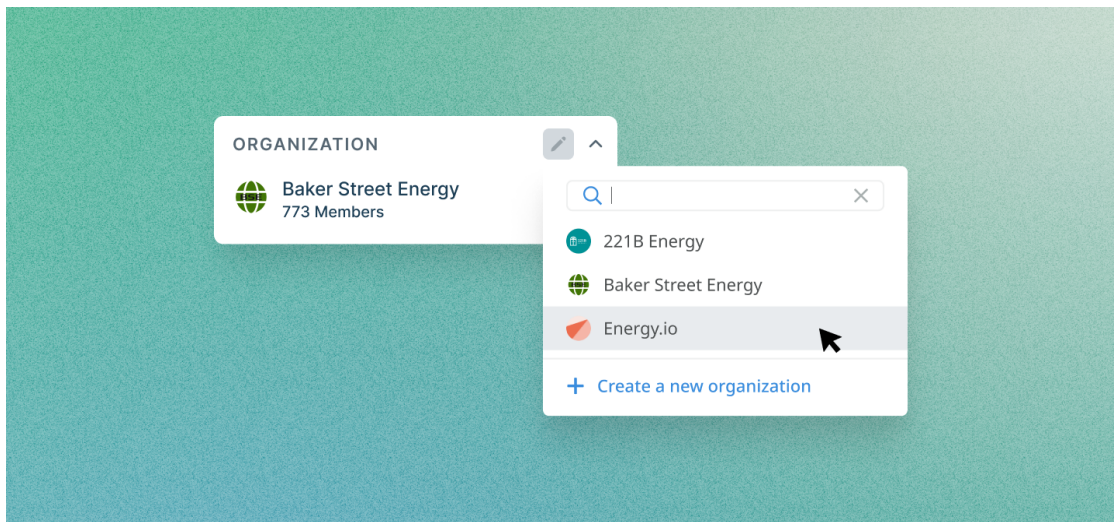 ORGANIZATION
Baker Street Energy
773 Members
221B Energy
Baker Street Energy
Energy.io
Create a new organization